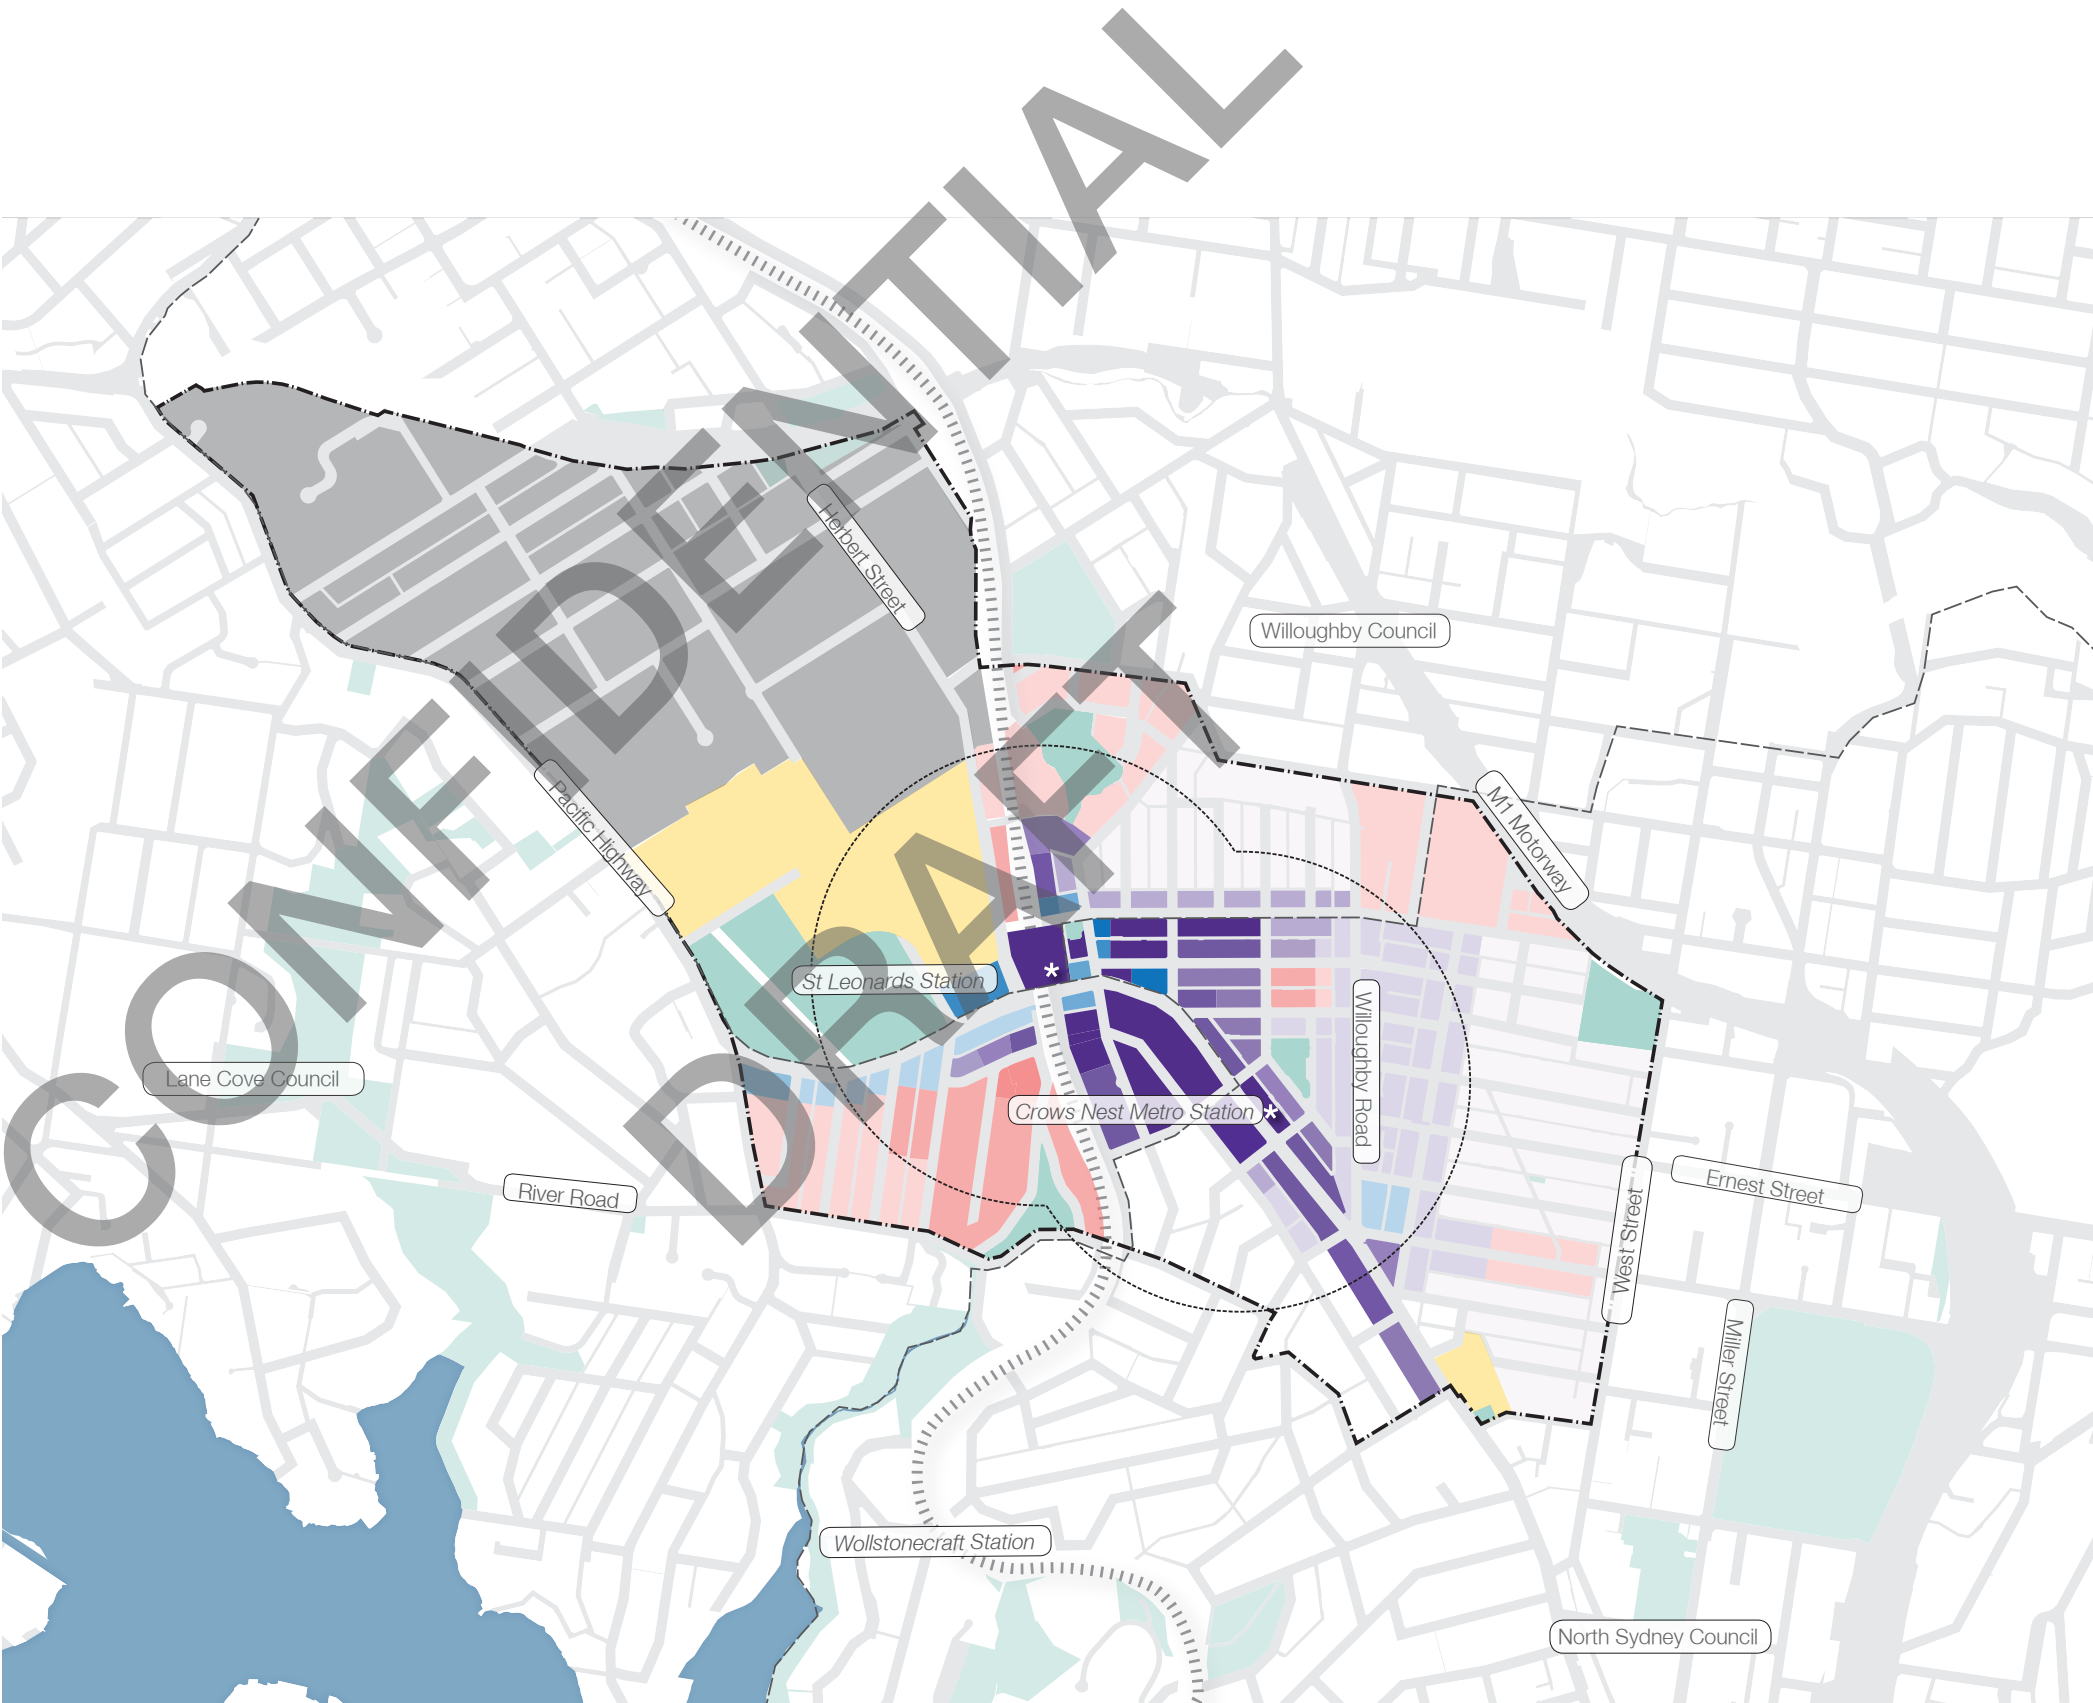 CONFIDENTIAL
DRAFT
Herbert Street
Willoughby Council
Pacific Highway
M1 Motorway
St Leonards Station
Willoughby Road
Lane Cove Council
Crows Nest Metro Station
*
*
River Road
Ernest Street
West Street
Miller Street
Wollstonecraft Station
North Sydney Council